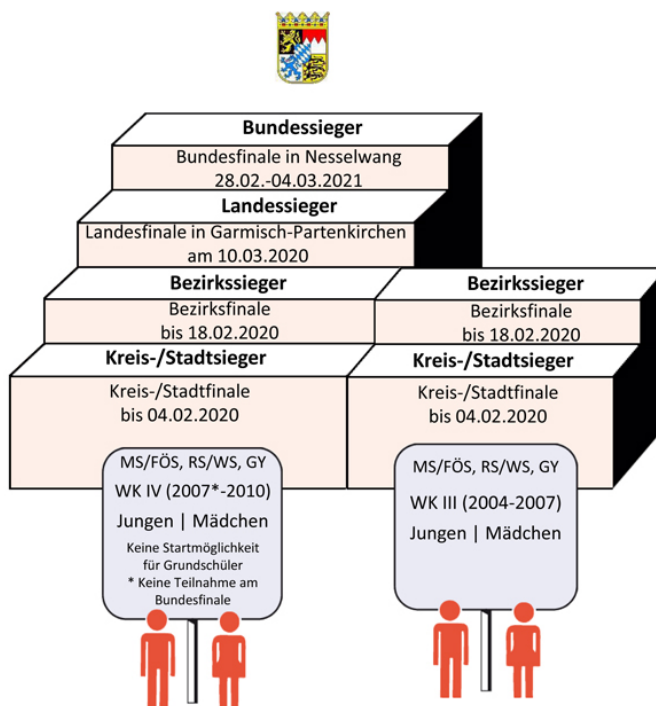 Bundessieger
Bundesfinale in Nesselwang
28.02.-04.03.2021
Landessieger
Landesfinale in Garmisch-Partenkirchen
am 10.03.2020
Bezirkssieger
Bezirksfinale
bis 18.02.2020
Kreis-/Stadtsieger
Kreis-/Stadtfinale
bis 04.02.2020
MS/FÖS, RS/WS, GY
WK IV (2007*-2010)
Jungen | Mädchen
Keine Startmöglichkeit
für Grundschüler
* Keine Teilnahme am
Bundesfinale
Bezirkssieger
Bezirksfinale
bis 18.02.2020
Kreis-/Stadtsieger
Kreis-/Stadtfinale
bis 04.02.2020
MS/FÖS, RS/WS, GY
WK III (2004-2007)
Jungen | Mädchen